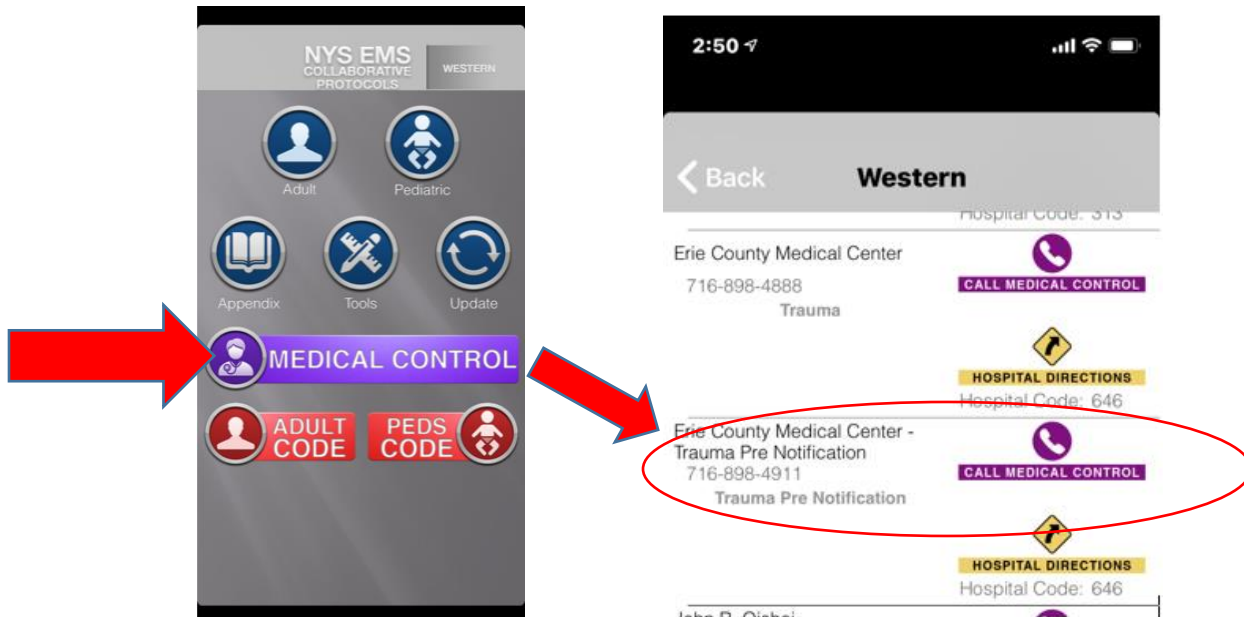 NYS EMS
COLLABORATIVE
PROTOCOLS
WESTERN
Adult
Pediatric
Appendix
Tools
Update
MEDICAL CONTROL
ADULT
CODE
PEDS
CODE
2:50
Back
Western
Hospital Code: 313
Erie County Medical Center
716-898-4888
Trauma
CALL MEDICAL CONTROL
HOSPITAL DIRECTIONS
Hospital Code: 646
Erie County Medical Center -
Trauma Pre Notification
716-898-4911
Trauma Pre Notification
CALL MEDICAL CONTROL
HOSPITAL DIRECTIONS
Hospital Code: 646
John R. Oishei